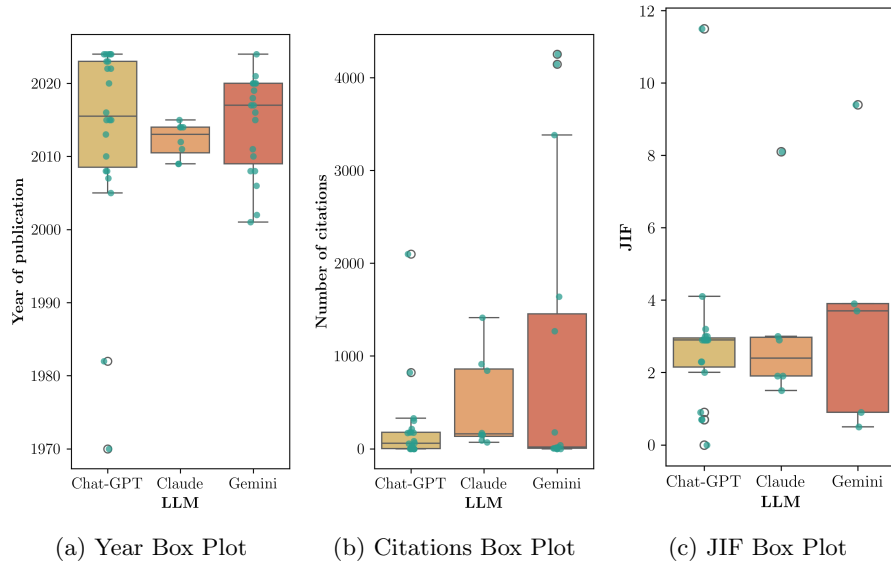 Year of publication
2020
2010
2000
1990
1980
1970
Chat-GPT Claude Gemini
LLM
(a) Year Box Plot
Number of citations
4000
3000
2000
1000
0
Chat-GPT Claude Gemini
LLM
(b) Citations Box Plot
JIF
12
10
8
6
4
2
0
Chat-GPT Claude Gemini
LLM
(c) JIF Box Plot